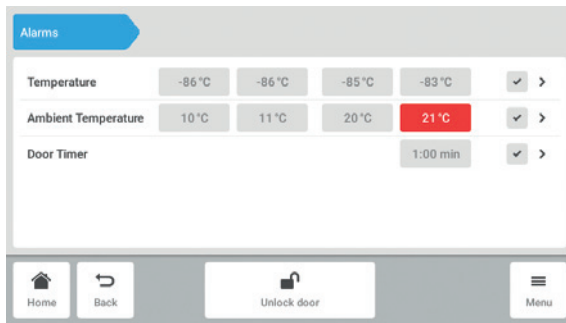 Alarms
Temperature -86 °C -86 °C -85 °C -83 °C
Ambient Temperature 10 °C 11 °C 20 °C 21 °C
Door Timer 1:00 min
Home Back Unlock door Menu